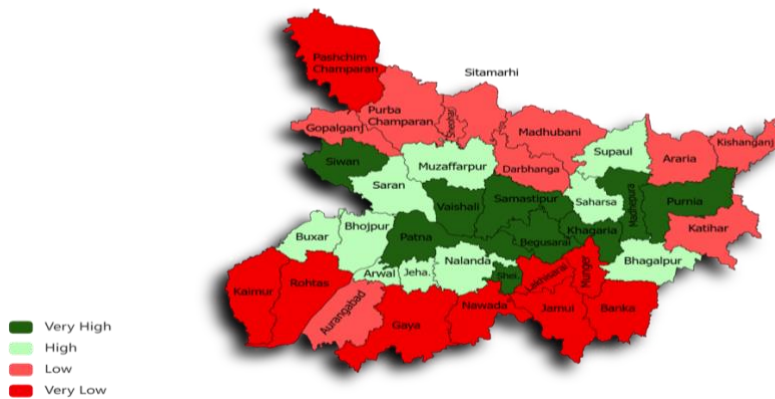 Pashchim
Champaran
Sitamarhi
Purba
Champaran
Sheohar
Gopalganj
Madhubani
Kishanganj
Siwan
Muzaffarpur
Darbhanga
Supaul
Araria
Saran
Vaishali
Samastipur
Saharsa
Madhepura
Purnia
Buxar
Bhojpur
Patna
Begusarai
Khagaria
Katihar
Arwal
Jeha.
Nalanda
Shei.
Lakhisarai
Munger
Bhagalpur
Kaimur
Rohtas
Aurangabad
Gaya
Nawada
Jamui
Banka
Very High
High
Low
Very Low